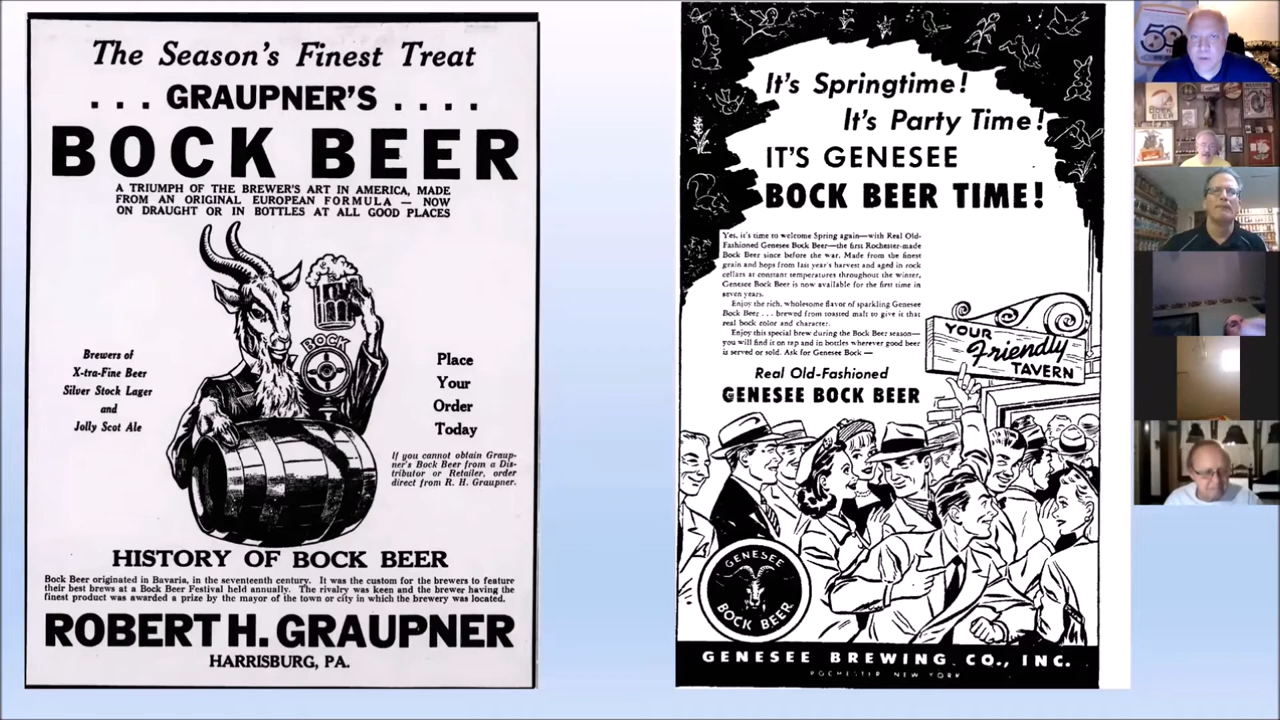 The Season's Finest Treat
. . . GRAUPNER'S . . . .
BOCK BEER
A TRIUMPH OF THE BREWER'S ART IN AMERICA, MADE
FROM AN ORIGINAL EUROPEAN FORMULA — NOW
ON DRAUGHT OR IN BOTTLES AT ALL GOOD PLACES
BOCK
Brewers of
X-tra-Fine Beer
Silver Stock Lager
and
Jolly Scot Ale
Place
Your
Order
Today
If you cannot obtain Graup-
ner's Bock Beer from a Dis-
tributor or Retailer, order
direct from R. H. Graupner.
HISTORY OF BOCK BEER
Bock Beer originated in Bavaria, in the seventeenth century. It was the custom for the brewers to feature
their best brews at a Bock Beer Festival held annually. The rivalry was keen and the brewer having the
finest product was awarded a prize by the mayor of the town or city in which the brewery was located.
ROBERT H. GRAUPNER
HARRISBURG, PA.
It's Springtime!
It's Party Time!
IT'S GENESEE
BOCK BEER TIME!
Yes, it's time to welcome Spring again—with Real Old-
Fashioned Genesee Bock Beer—the first Rochester-made
Bock Beer since before the war. Made from the finest
grain and hops from last year's harvest and aged in rock
cellars at constant temperatures throughout the winter,
Genesee Bock Beer is now available for the first time in
seven years.
Enjoy the rich, wholesome flavor of sparkling Genesee
Bock Beer . . . brewed from toasted malt to give it that
real bock color and character.
Enjoy this special brew during the Bock Beer season—
you will find it on tap and in bottles wherever good beer
is served or sold. Ask for Genesee Bock —
Real Old-Fashioned
GENESEE BOCK BEER
YOUR
Friendly
TAVERN
GENESEE
BOCK BEER
GENESEE BREWING CO., INC.
ROCHESTER NEW YORK
50
BOCK
BEER